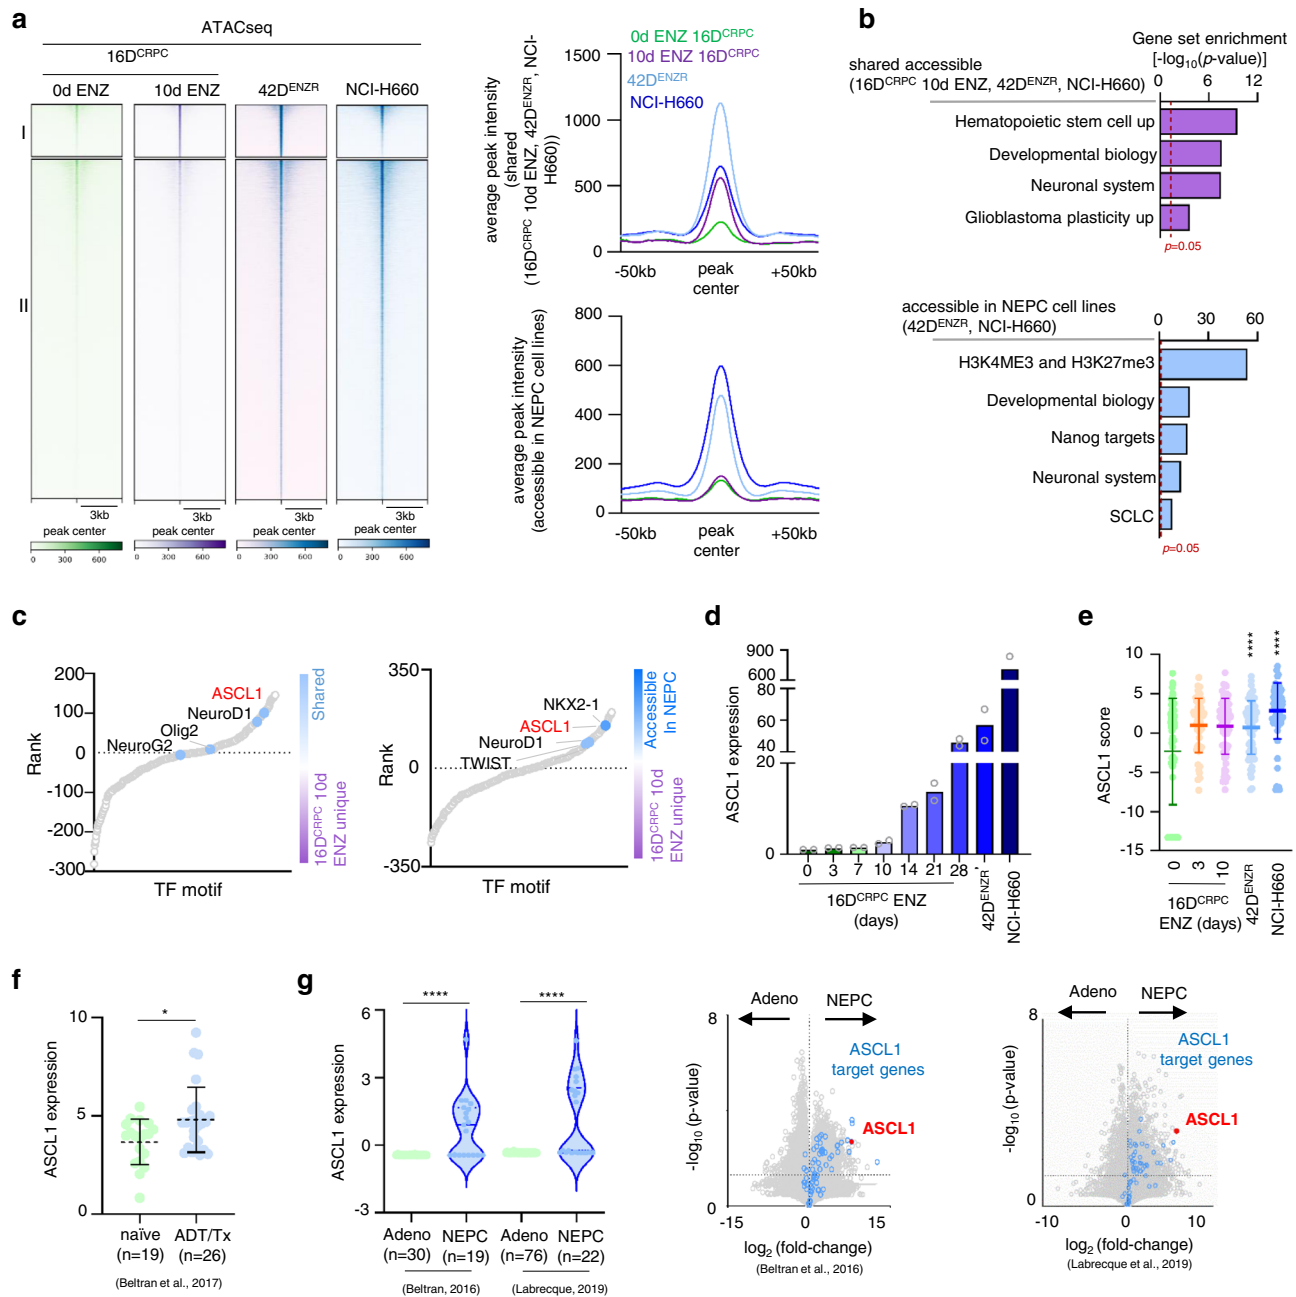 a
ATACseq
16D^CRPC
0d ENZ
10d ENZ
42D^ENZR
NCI-H660
I
II
3kb
3kb
3kb
3kb
peak center
peak center
peak center
peak center
0 300 600
0 300 600
0 300 600
0 300 600
average peak intensity
(shared
(16D^CRPC 10d ENZ, 42D^ENZR, NCI-
H660))
0d ENZ 16D^CRPC
10d ENZ 16D^CRPC
42D^ENZR
NCI-H660
1500
1000
500
0
-50kb
peak
center
+50kb
average peak intensity
(accessible in NEPC cell lines)
800
600
400
200
0
-50kb
peak
center
+50kb
b
Gene set enrichment
[-log10(p-value)]
shared accessible
(16D^CRPC 10d ENZ, 42D^ENZR, NCI-H660)
0 6 12
Hematopoietic stem cell up
Developmental biology
Neuronal system
Glioblastoma plasticity up
p=0.05
accessible in NEPC cell lines
(42D^ENZR, NCI-H660)
0 30 60
H3K4ME3 and H3K27me3
Developmental biology
Nanog targets
Neuronal system
SCLC
p=0.05
c
Rank
200
100
0
-100
-200
-300
ASCL1
NeuroD1
Olig2
NeuroG2
TF motif
Shared
16D^CRPC 10d
ENZ unique
Rank
350
0
-350
NKX2-1
ASCL1
NeuroD1
TWIST
TF motif
Accessible
In NEPC
16D^CRPC 10d
ENZ unique
d
ASCL1 expression
900
600
80
60
40
20
0
0 3 7 10 14 21 28
42D^ENZR
NCI-H660
16D^CRPC ENZ
(days)
e
ASCL1 score
10
5
0
-5
-10
-15
****
****
0 3 10
42D^ENZR
NCI-H660
16D^CRPC
ENZ (days)
f
ASCL1 expression
10
5
0
*
naïve
(n=19)
ADT/Tx
(n=26)
(Beltran et al., 2017)
g
ASCL1 expression
6
3
0
-3
****
****
Adeno
(n=30)
NEPC
(n=19)
Adeno
(n=76)
NEPC
(n=22)
(Beltran, 2016)
(Labrecque, 2019)
Adeno
NEPC
ASCL1
target genes
ASCL1
-log10 (p-value)
8
0
-15 0 15
log2 (fold-change)
(Beltran et al., 2016)
Adeno
NEPC
ASCL1
target genes
ASCL1
-log10 (p-value)
8
0
-10 0 10
log2 (fold-change)
(Labrecque et al., 2019)